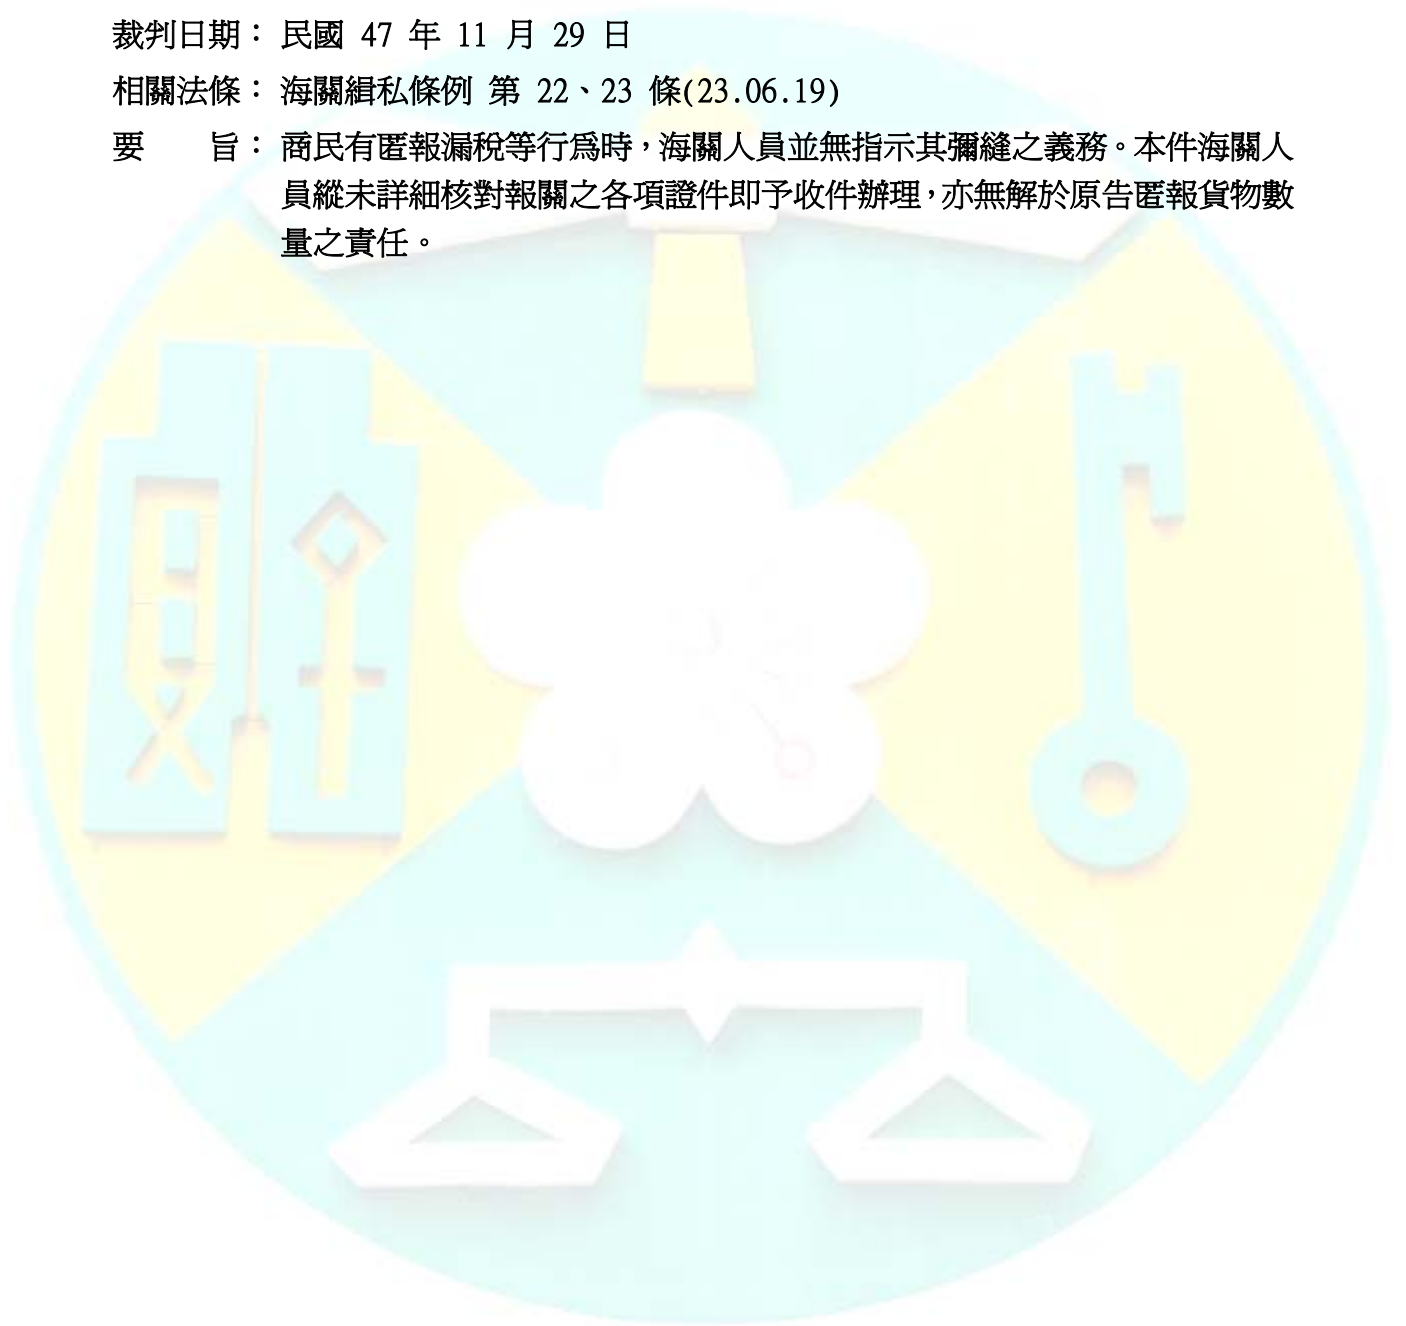 裁判日期： 民國 47 年 11 月 29 日
相關法條： 海關緝私條例 第 22、23 條(23.06.19)
要　　旨： 商民有匿報漏稅等行為時，海關人員並無指示其彌縫之義務。本件海關人
員縱未詳細核對報關之各項證件即予收件辦理，亦無解於原告匿報貨物數
量之責任。